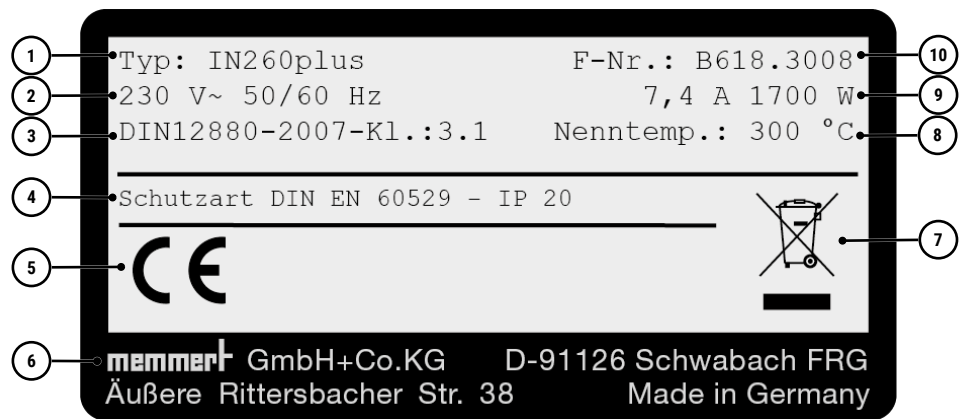 1 Typ: IN260plus F-Nr.: B618.3008 10
2 230 V~ 50/60 Hz 7,4 A 1700 W 9
3 DIN12880-2007-Kl.:3.1 Nenntemp.: 300 °C 8
4 Schutzart DIN EN 60529 - IP 20
5 CE 7
6 memmert GmbH+Co.KG D-91126 Schwabach FRG
Äußere Rittersbacher Str. 38 Made in Germany